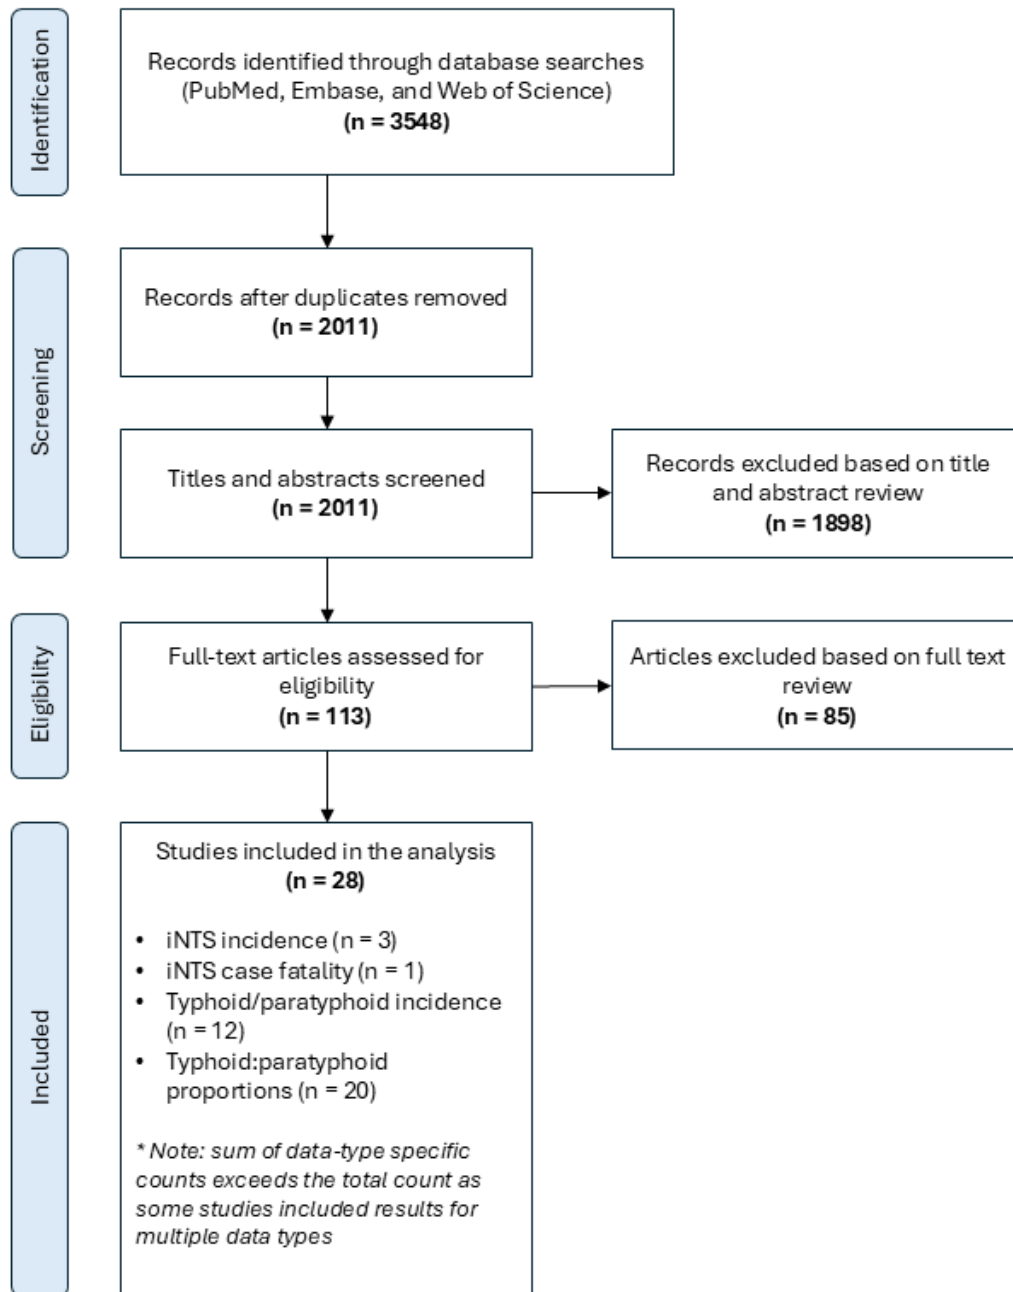 Identification
Records identified through database searches
(PubMed, Embase, and Web of Science)
(n = 3548)
Screening
Records after duplicates removed
(n = 2011)
Titles and abstracts screened
(n = 2011)
Records excluded based on title
and abstract review
(n = 1898)
Eligibilty
Full-text articles assessed for
eligibility
(n = 113)
Articles excluded based on full text
review
(n = 85)
Included
Studies included in the analysis
(n = 28)
• iNTS incidence (n = 3)
• iNTS case fatality (n = 1)
• Typhoid/paratyphoid incidence
(n = 12)
• Typhoid:paratyphoid
proportions (n = 20)
* Note: sum of data-type specific
counts exceeds the total count as
some studies included results for
multiple data types